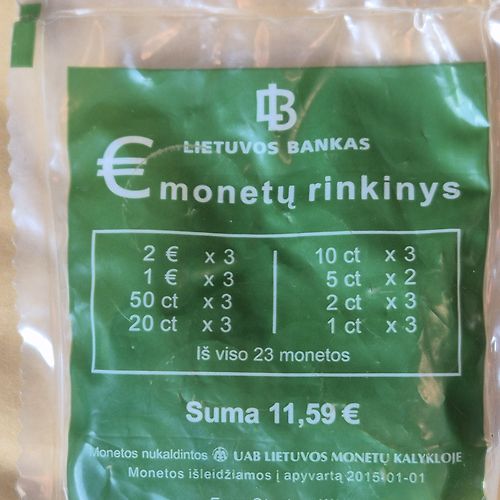 LIETUVOS BANKAS
€ monetų rinkinys
2 € x 3 10 ct x 3
1 € x 3 5 ct x 2
50 ct x 3 2 ct x 3
20 ct x 3 1 ct x 3
Iš viso 23 monetos
Suma 11,59 €
Monetos nukaldintos UAB LIETUVOS MONETŲ KALYKLOJE
Monetos išleidžiamos į apyvartą 2015-01-01